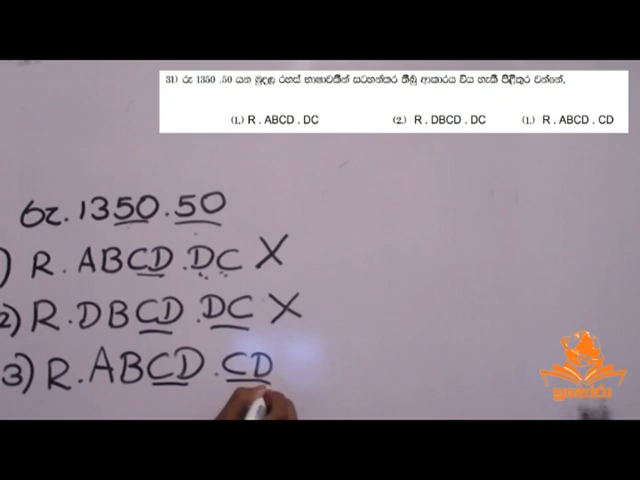 31) රු 1350 .50 යන මුදල රහස් භාෂාවකින් සටහන්කර තිබූ ආකාරය විය හැකි පිළිතුර වන්නේ,
(1.) R . ABCD . DC (2.) R . DBCD . DC (1.) R . ABCD . CD
රු. 1350 .50
) R . ABCD . DC X
2) R . DBCD . DC X
3) R . ABCD . CD